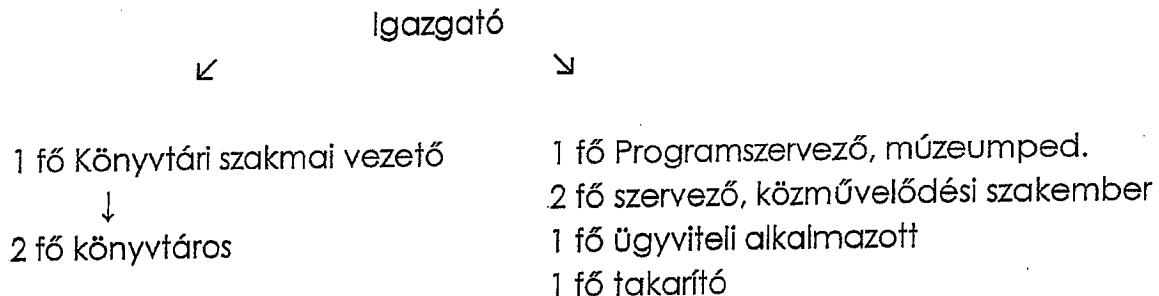 Igazgató
↙ ↘
1 fő Könyvtári szakmai vezető
↓
2 fő könyvtáros
1 fő Programszervező, múzeumped.
2 fő szervező, közművelődési szakember
1 fő ügyviteli alkalmazott
1 fő takarító